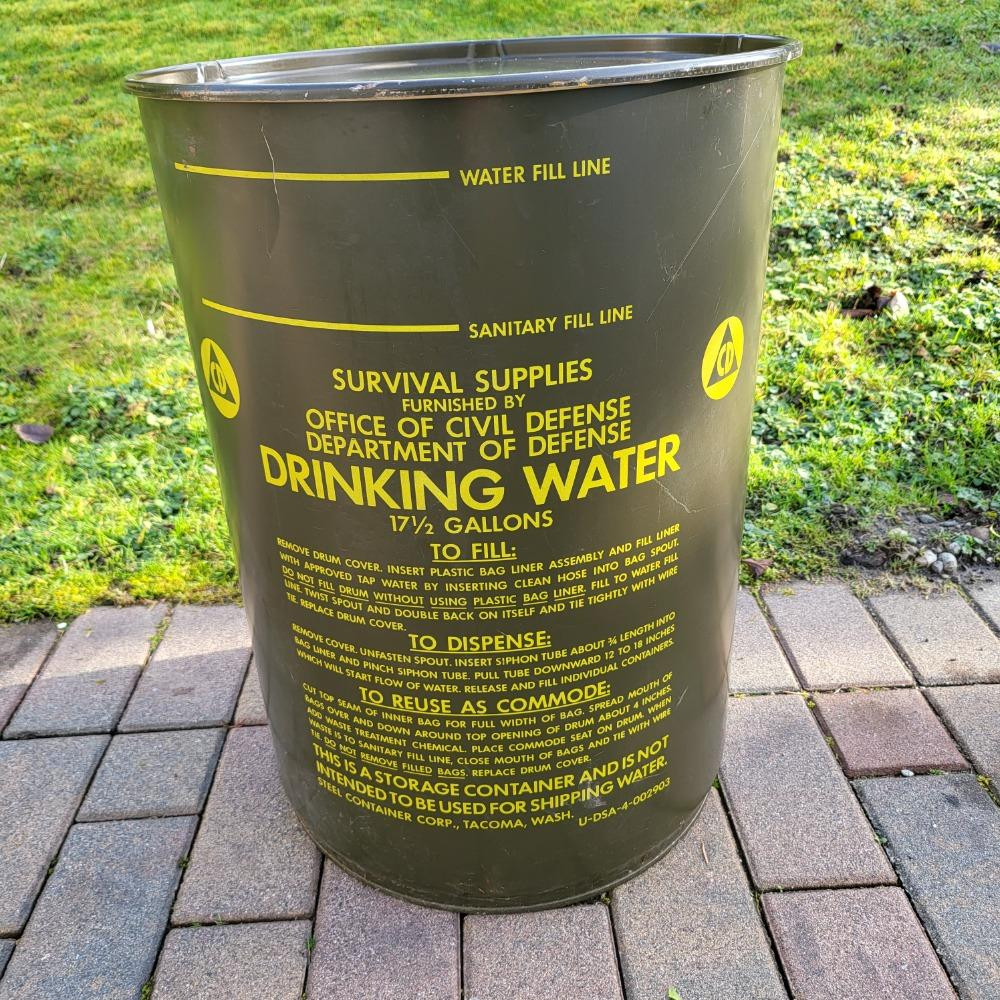 WATER FILL LINE
SANITARY FILL LINE
CD
CD
SURVIVAL SUPPLIES
FURNISHED BY
OFFICE OF CIVIL DEFENSE
DEPARTMENT OF DEFENSE
DRINKING WATER
17½ GALLONS
TO FILL:
REMOVE DRUM COVER. INSERT PLASTIC BAG LINER ASSEMBLY AND FILL LINER
WITH APPROVED TAP WATER BY INSERTING CLEAN HOSE INTO BAG SPOUT.
DO NOT FILL DRUM WITHOUT USING PLASTIC BAG LINER. FILL TO WATER FILL
LINE. TWIST SPOUT AND DOUBLE BACK ON ITSELF AND TIE TIGHTLY WITH WIRE
TIE. REPLACE DRUM COVER.
TO DISPENSE:
REMOVE COVER. UNFASTEN SPOUT. INSERT SIPHON TUBE ABOUT ¾ LENGTH INTO
BAG LINER AND PINCH SIPHON TUBE. PULL TUBE DOWNWARD 12 TO 18 INCHES
WHICH WILL START FLOW OF WATER. RELEASE AND FILL INDIVIDUAL CONTAINERS.
TO REUSE AS COMMODE:
CUT TOP SEAM OF INNER BAG FOR FULL WIDTH OF BAG. SPREAD MOUTH OF
BAGS OVER AND DOWN AROUND TOP OPENING OF DRUM ABOUT 4 INCHES.
ADD WASTE TREATMENT CHEMICAL. PLACE COMMODE SEAT ON DRUM. WHEN
WASTE IS TO SANITARY FILL LINE, CLOSE MOUTH OF BAGS AND TIE WITH WIRE
TIE. DO NOT REMOVE FILLED BAGS. REPLACE DRUM COVER.
THIS IS A STORAGE CONTAINER AND IS NOT
INTENDED TO BE USED FOR SHIPPING WATER.
STEEL CONTAINER CORP., TACOMA, WASH. U-DSA-4-002903